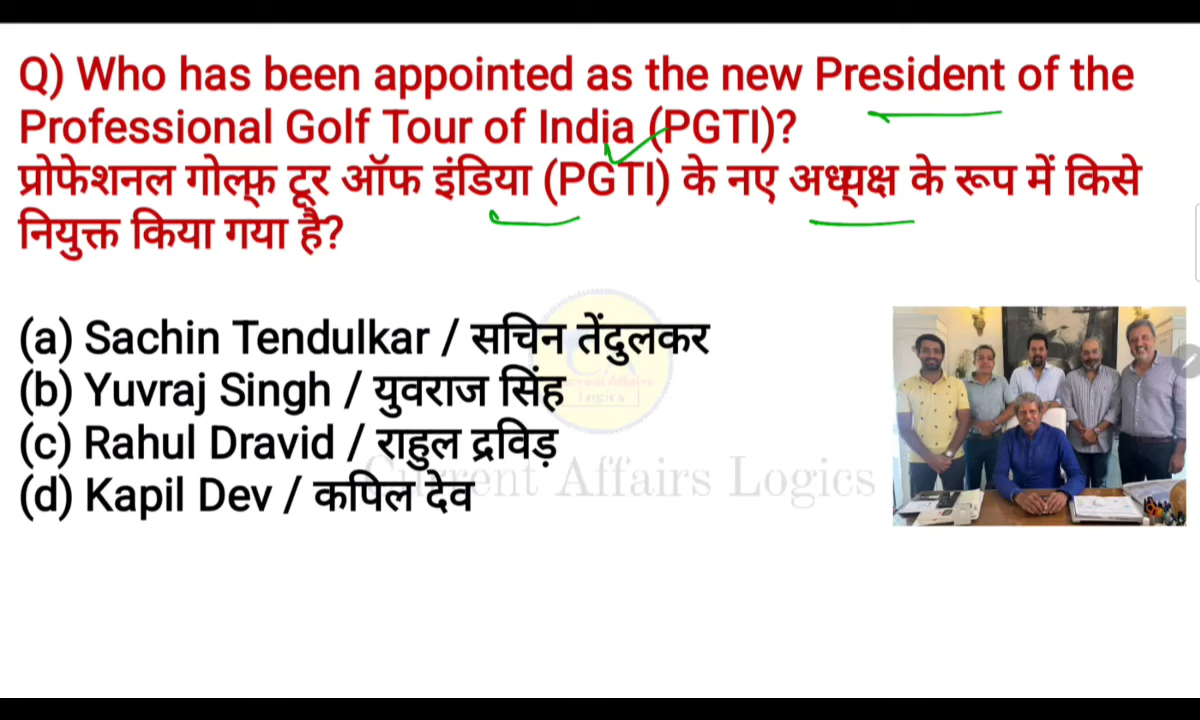 Q) Who has been appointed as the new President of the
Professional Golf Tour of India (PGTI)?
प्रोफेशनल गोल्फ़ टूर ऑफ इंडिया (PGTI) के नए अध्यक्ष के रूप में किसे
नियुक्त किया गया है?
(a) Sachin Tendulkar / सचिन तेंदुलकर
(b) Yuvraj Singh / युवराज सिंह
(c) Rahul Dravid / राहुल द्रविड़
(d) Kapil Dev / कपिल देव
Current Affairs Logics